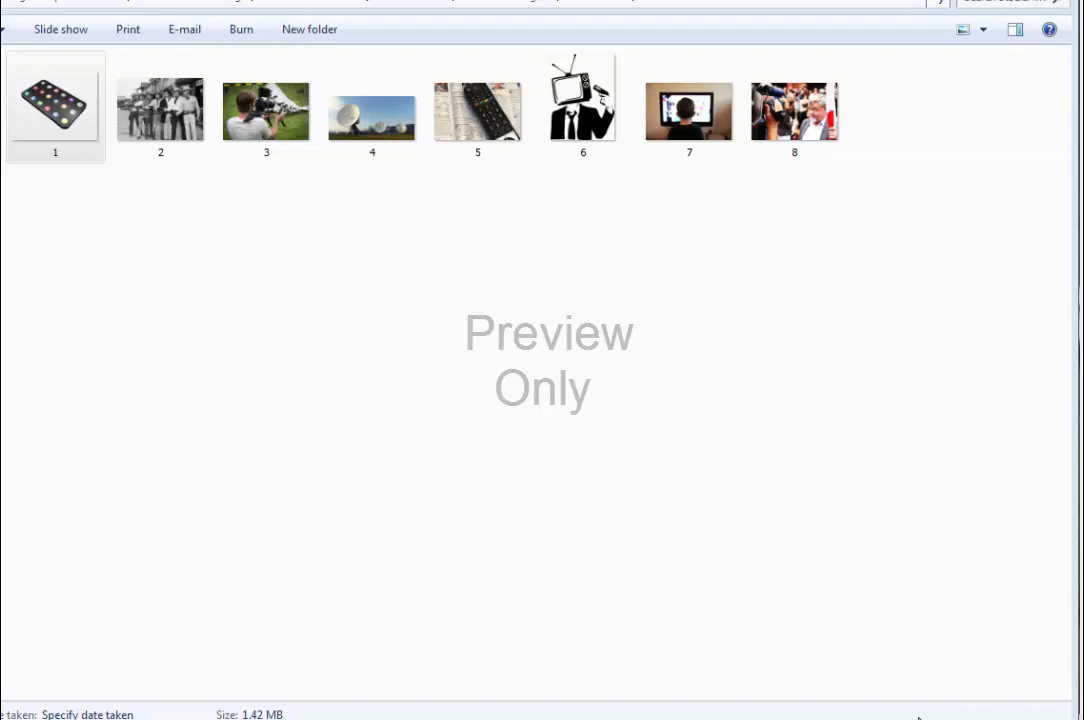 Slide show Print E-mail Burn New folder
1 2 3 4 5 6 7 8
Preview
Only
taken: Specify date taken Size: 1.42 MB